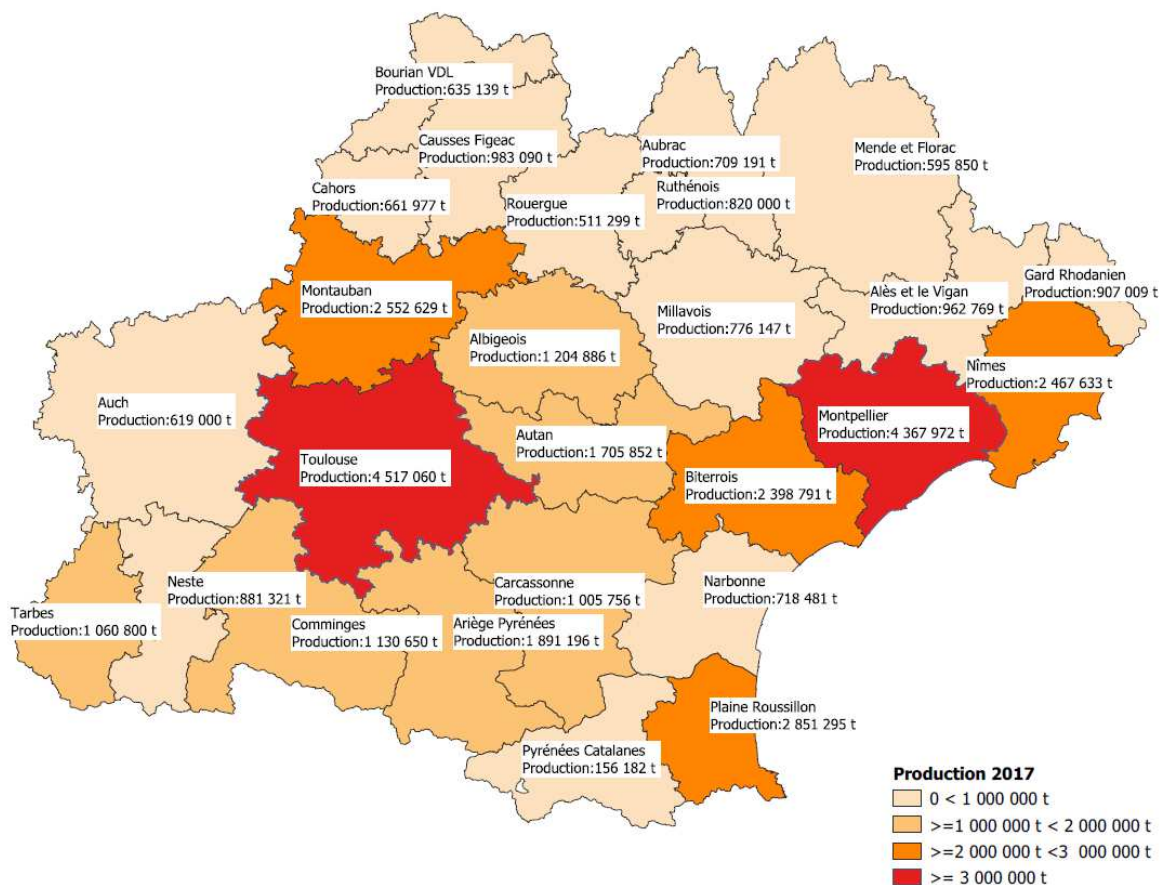 Bourian VDL
Production:635 139 t
Causses Figeac
Production:983 090 t
Aubrac
Production:709 191 t
Mende et Florac
Production:595 850 t
Cahors
Production:661 977 t
Rouergue
Production:511 299 t
Ruthénois
Production:820 000 t
Montauban
Production:2 552 629 t
Gard Rhodanien
Production:907 009 t
Alès et le Vigan
Production:962 769 t
Millavois
Production:776 147 t
Albigeois
Production:1 204 886 t
Nîmes
Production:2 467 633 t
Auch
Production:619 000 t
Montpellier
Production:4 367 972 t
Autan
Production:1 705 852 t
Toulouse
Production:4 517 060 t
Biterrois
Production:2 398 791 t
Neste
Production:881 321 t
Carcassonne
Production:1 005 756 t
Narbonne
Production:718 481 t
Tarbes
Production:1 060 800 t
Comminges
Production:1 130 650 t
Ariège Pyrénées
Production:1 891 196 t
Plaine Roussillon
Production:2 851 295 t
Pyrénées Catalanes
Production:156 182 t
Production 2017
0 < 1 000 000 t
>=1 000 000 t < 2 000 000 t
>=2 000 000 t <3  000 000 t
>= 3 000 000 t